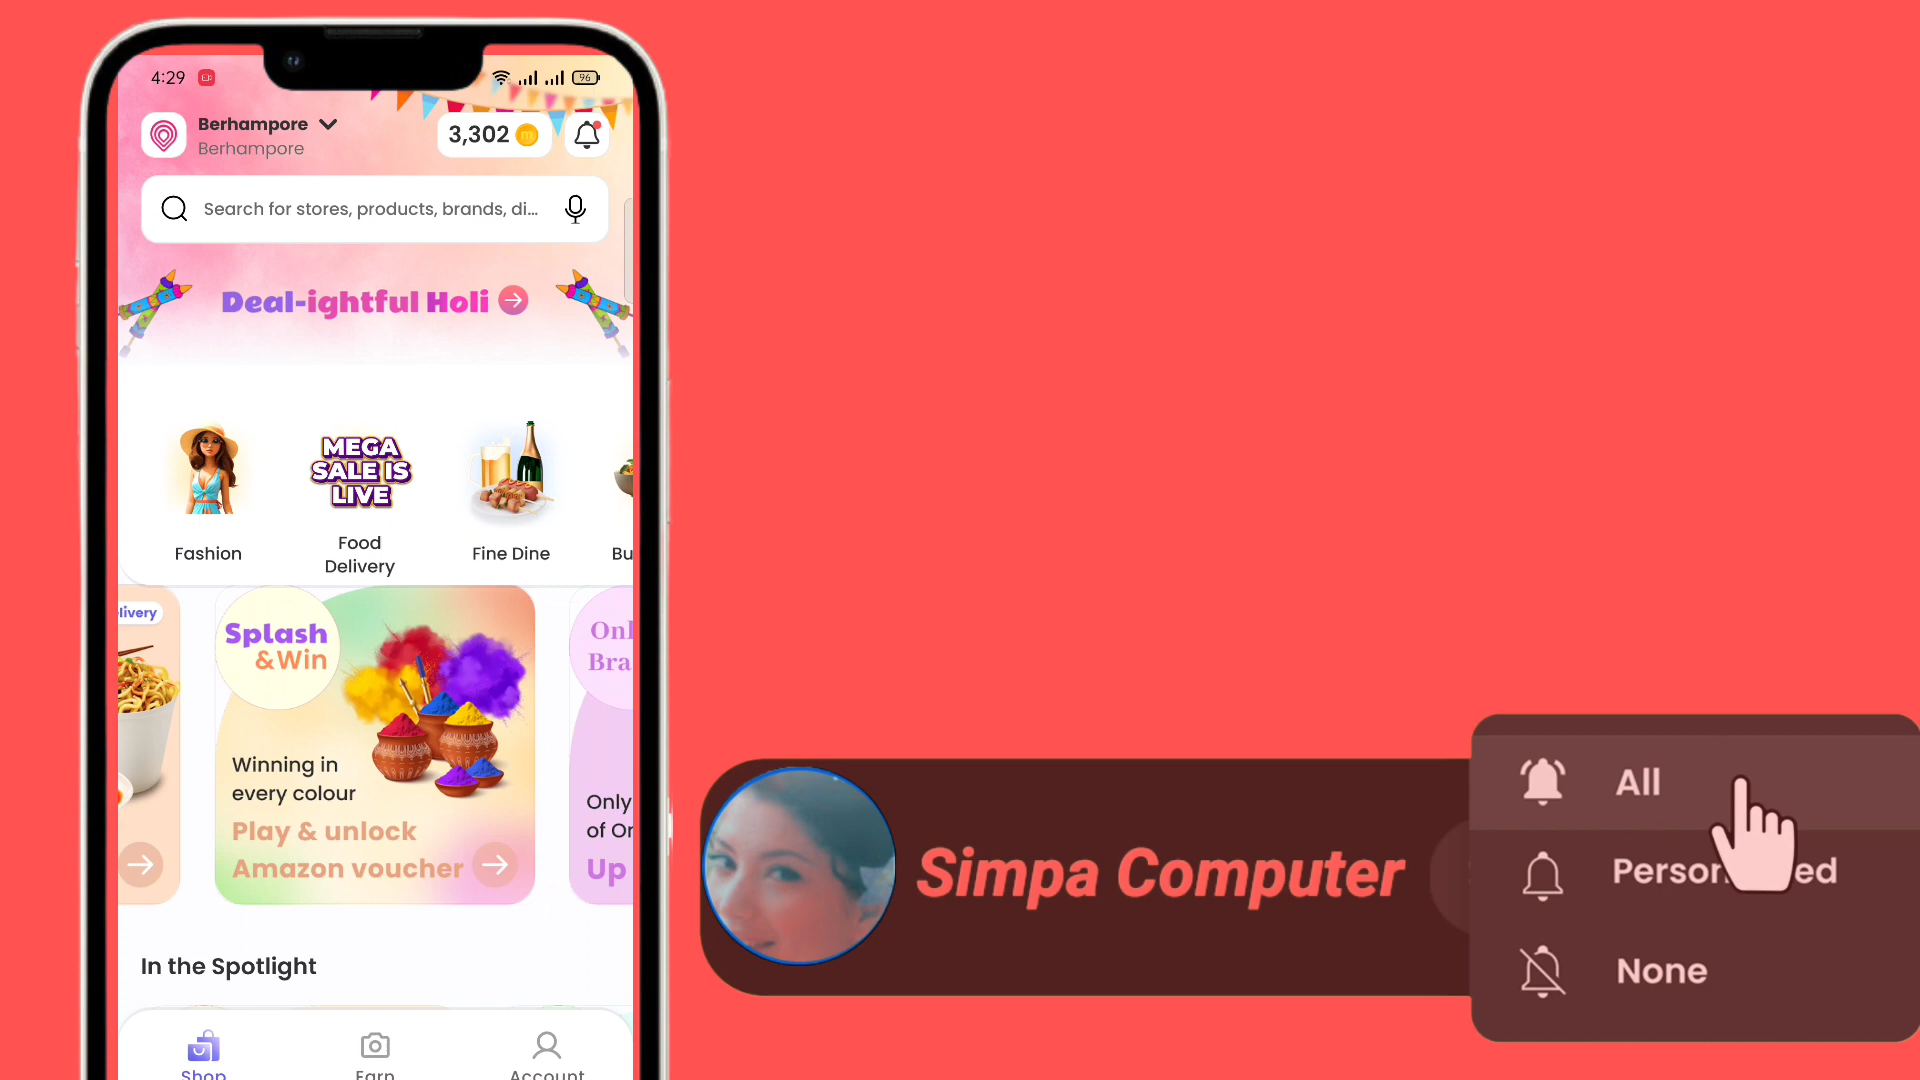 4:29
96
Berhampore
Berhampore
3,302
m
Search for stores, products, brands, di...
Deal-ightful Holi
MEGA
SALE IS
LIVE
Fashion
Food
Delivery
Fine Dine
Bu
livery
Splash
&Win
Winning in
every colour
Play & unlock
Amazon voucher
Onl
Bra
Only
of Or
Up
In the Spotlight
Shop
Earn
Account
Simpa Computer
All
None